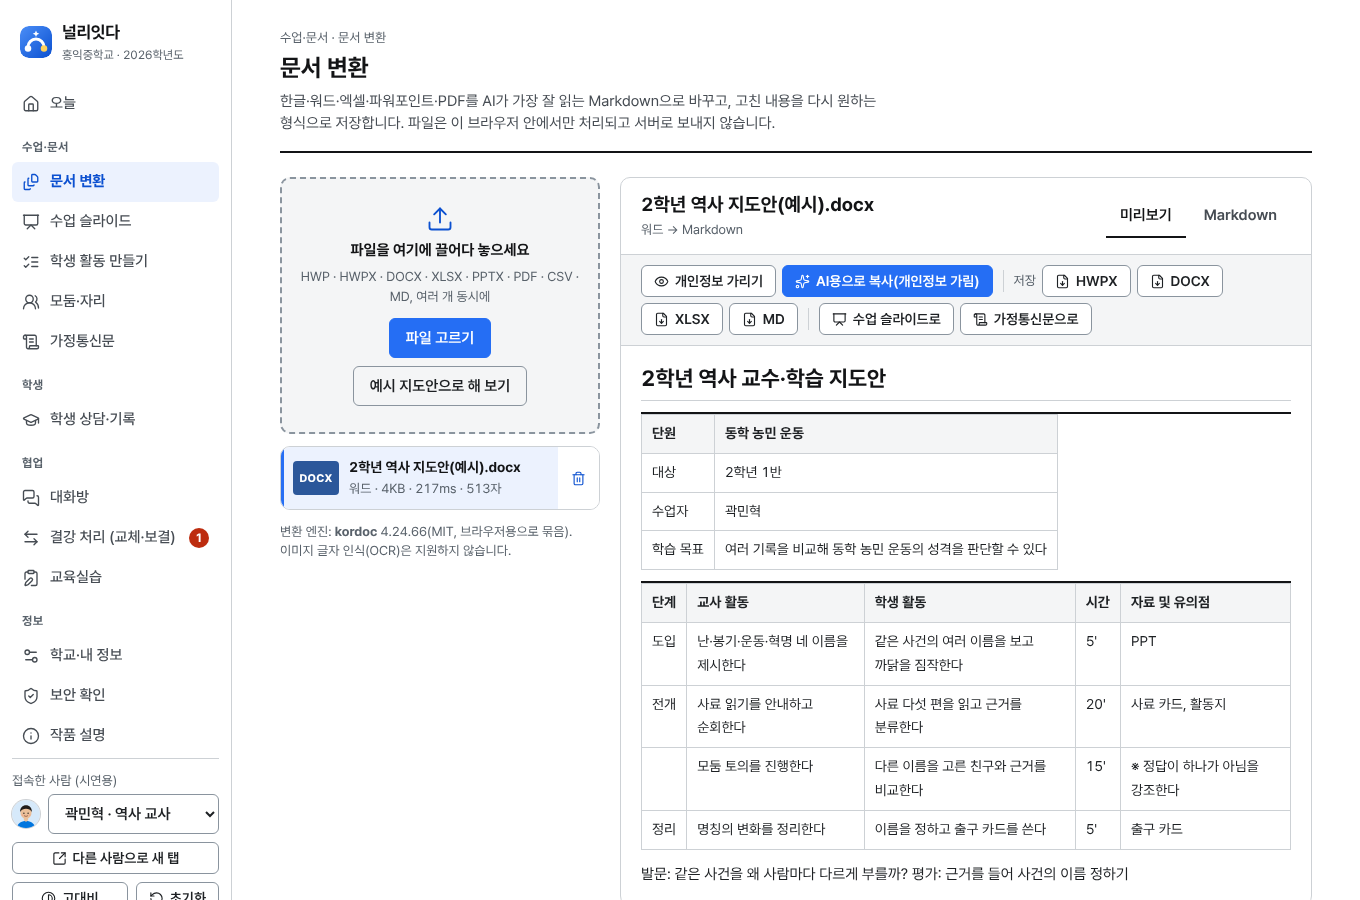 널리잇다
홍익중학교 · 2026학년도
오늘
수업·문서
문서 변환
수업 슬라이드
학생 활동 만들기
모둠·자리
가정통신문
학생
학생 상담·기록
협업
대화방
결강 처리 (교체·보결) 1
교육실습
정보
학교·내 정보
보안 확인
작품 설명
접속한 사람 (시연용)
곽민혁 · 역사 교사
다른 사람으로 새 탭
고대비 초기화
수업·문서 · 문서 변환
문서 변환
한글·워드·엑셀·파워포인트·PDF를 AI가 가장 잘 읽는 Markdown으로 바꾸고, 고친 내용을 다시 원하는
형식으로 저장합니다. 파일은 이 브라우저 안에서만 처리되고 서버로 보내지 않습니다.
파일을 여기에 끌어다 놓으세요
HWP · HWPX · DOCX · XLSX · PPTX · PDF · CSV ·
MD, 여러 개 동시에
파일 고르기
예시 지도안으로 해 보기
DOCX
2학년 역사 지도안(예시).docx
워드 · 4KB · 217ms · 513자
변환 엔진: kordoc 4.24.66(MIT, 브라우저용으로 묶음).
이미지 글자 인식(OCR)은 지원하지 않습니다.
2학년 역사 지도안(예시).docx
워드 → Markdown
미리보기 Markdown
개인정보 가리기 AI용으로 복사(개인정보 가림) 저장 HWPX DOCX
XLSX MD 수업 슬라이드로 가정통신문으로
2학년 역사 교수·학습 지도안
단원 동학 농민 운동
대상 2학년 1반
수업자 곽민혁
학습 목표 여러 기록을 비교해 동학 농민 운동의 성격을 판단할 수 있다
단계 교사 활동 학생 활동 시간 자료 및 유의점
도입 난·봉기·운동·혁명 네 이름을 같은 사건의 여러 이름을 보고 5' PPT
제시한다 까닭을 짐작한다
전개 사료 읽기를 안내하고 사료 다섯 편을 읽고 근거를 20' 사료 카드, 활동지
순회한다 분류한다
모둠 토의를 진행한다 다른 이름을 고른 친구와 근거를 15' ※ 정답이 하나가 아님을
비교한다 강조한다
정리 명칭의 변화를 정리한다 이름을 정하고 출구 카드를 쓴다 5' 출구 카드
발문: 같은 사건을 왜 사람마다 다르게 부를까? 평가: 근거를 들어 사건의 이름 정하기